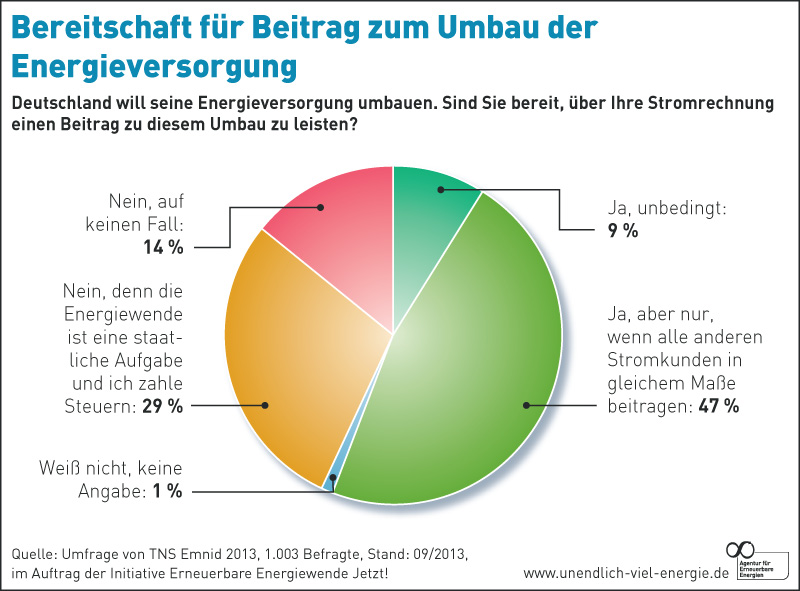 Bereitschaft für Beitrag zum Umbau der
Energieversorgung
Deutschland will seine Energieversorgung umbauen. Sind Sie bereit, über Ihre Stromrechnung
einen Beitrag zu diesem Umbau zu leisten?
Nein, auf
keinen Fall:
14 %
Ja, unbedingt:
9 %
Nein, denn die
Energiewende
ist eine staat-
liche Aufgabe
und ich zahle
Steuern: 29 %
Ja, aber nur,
wenn alle anderen
Stromkunden in
gleichem Maße
beitragen: 47 %
Weiß nicht, keine
Angabe: 1 %
Quelle: Umfrage von TNS Emnid 2013, 1.003 Befragte, Stand: 09/2013,
im Auftrag der Initiative Erneuerbare Energiewende Jetzt!
www.unendlich-viel-energie.de
Agentur für
Erneuerbare
Energien